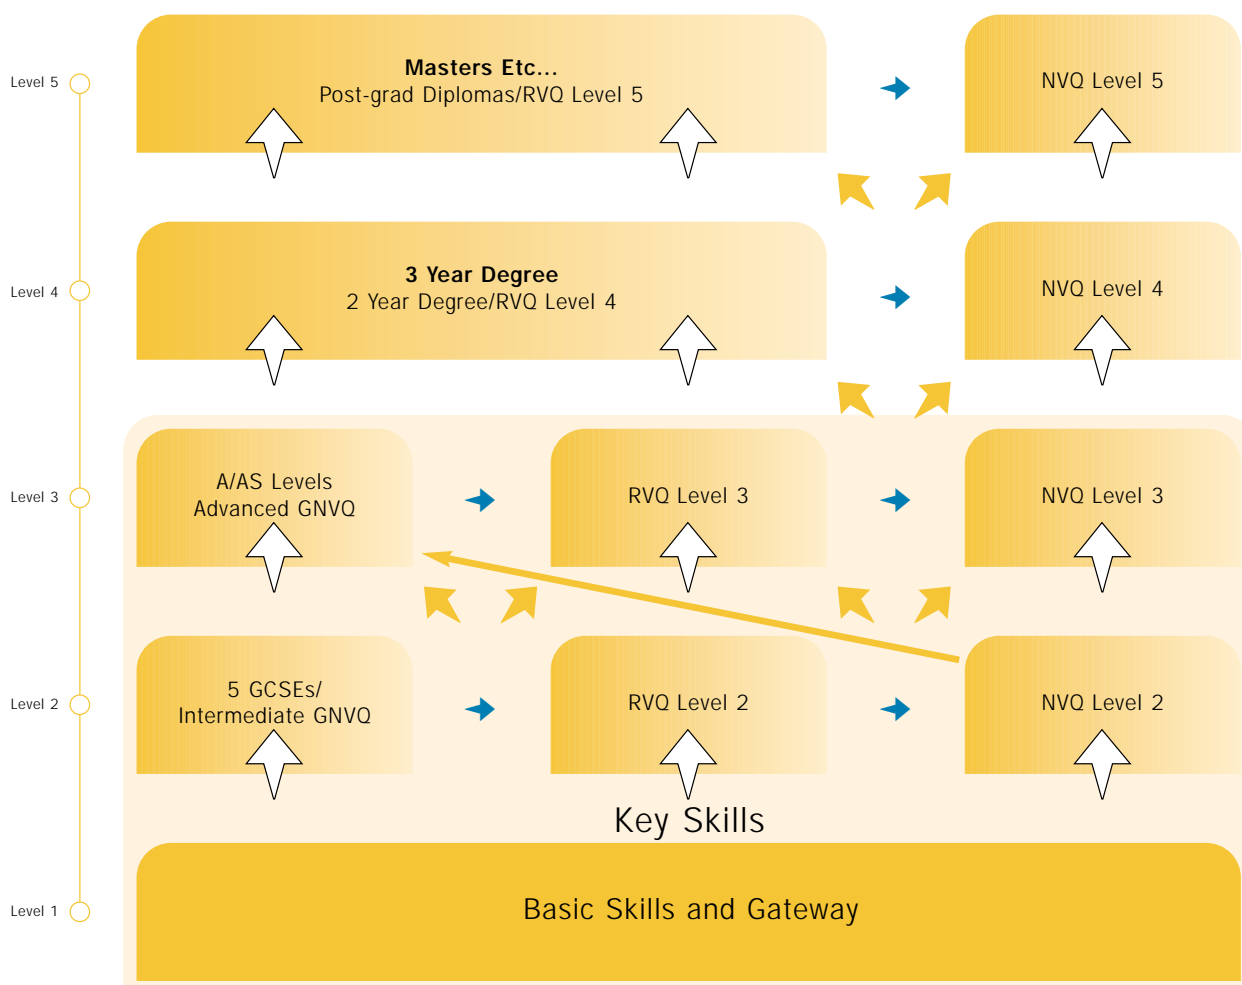 Level 5
Masters Etc...
Post-grad Diplomas/RVQ Level 5
NVQ Level 5
Level 4
3 Year Degree
2 Year Degree/RVQ Level 4
NVQ Level 4
Level 3
A/AS Levels
Advanced GNVQ
RVQ Level 3
NVQ Level 3
Level 2
5 GCSEs/
Intermediate GNVQ
RVQ Level 2
NVQ Level 2
Key Skills
Level 1
Basic Skills and Gateway